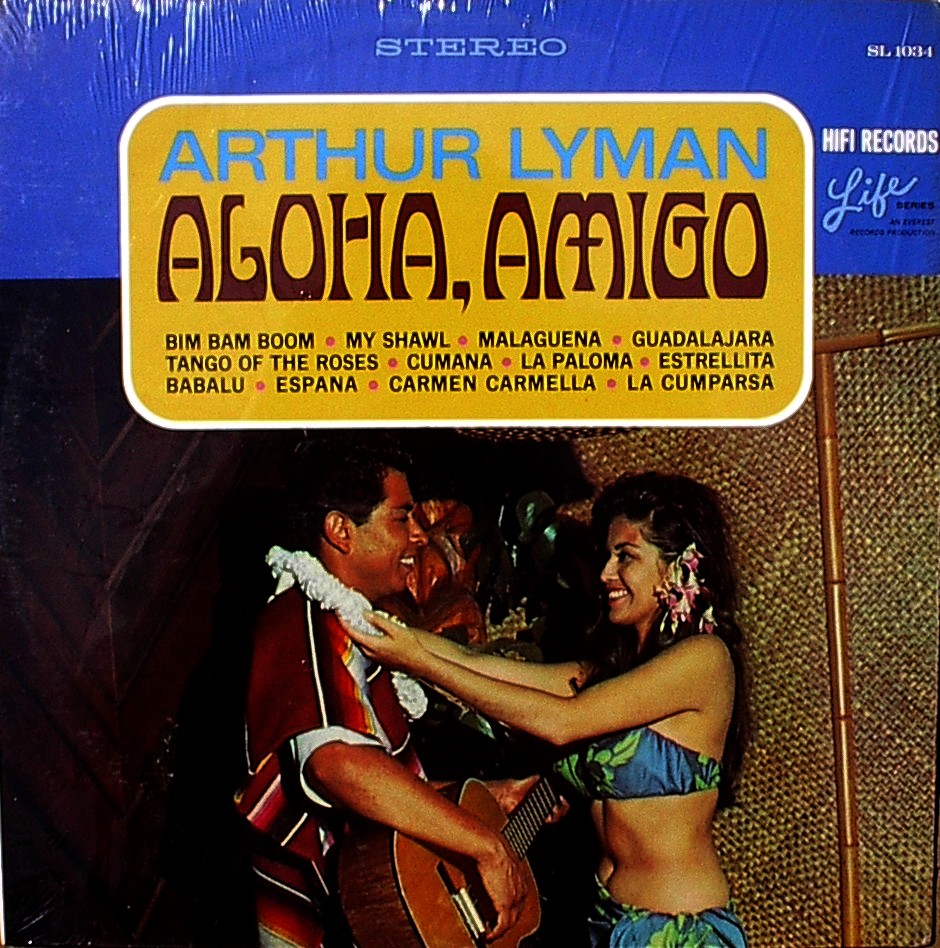 STEREO
SL 1034
HIFI RECORDS
Life
SERIES
AN EVEREST
RECORDS PRODUCTION
ARTHUR LYMAN
ALOHA, AMIGO
BIM BAM BOOM • MY SHAWL • MALAGUENA • GUADALAJARA
TANGO OF THE ROSES • CUMANA • LA PALOMA • ESTRELLITA
BABALU • ESPANA • CARMEN CARMELLA • LA CUMPARSA